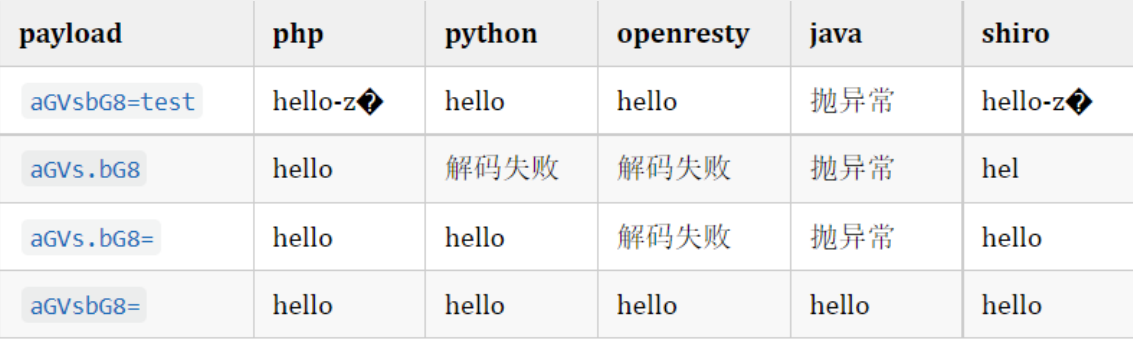 payload php python openresty java shiro
aGVsbG8=test hello-z� hello hello 抛异常 hello-z�
aGVs.bG8 hello 解码失败 解码失败 抛异常 hel
aGVs.bG8= hello hello 解码失败 抛异常 hello
aGVsbG8= hello hello hello hello hello